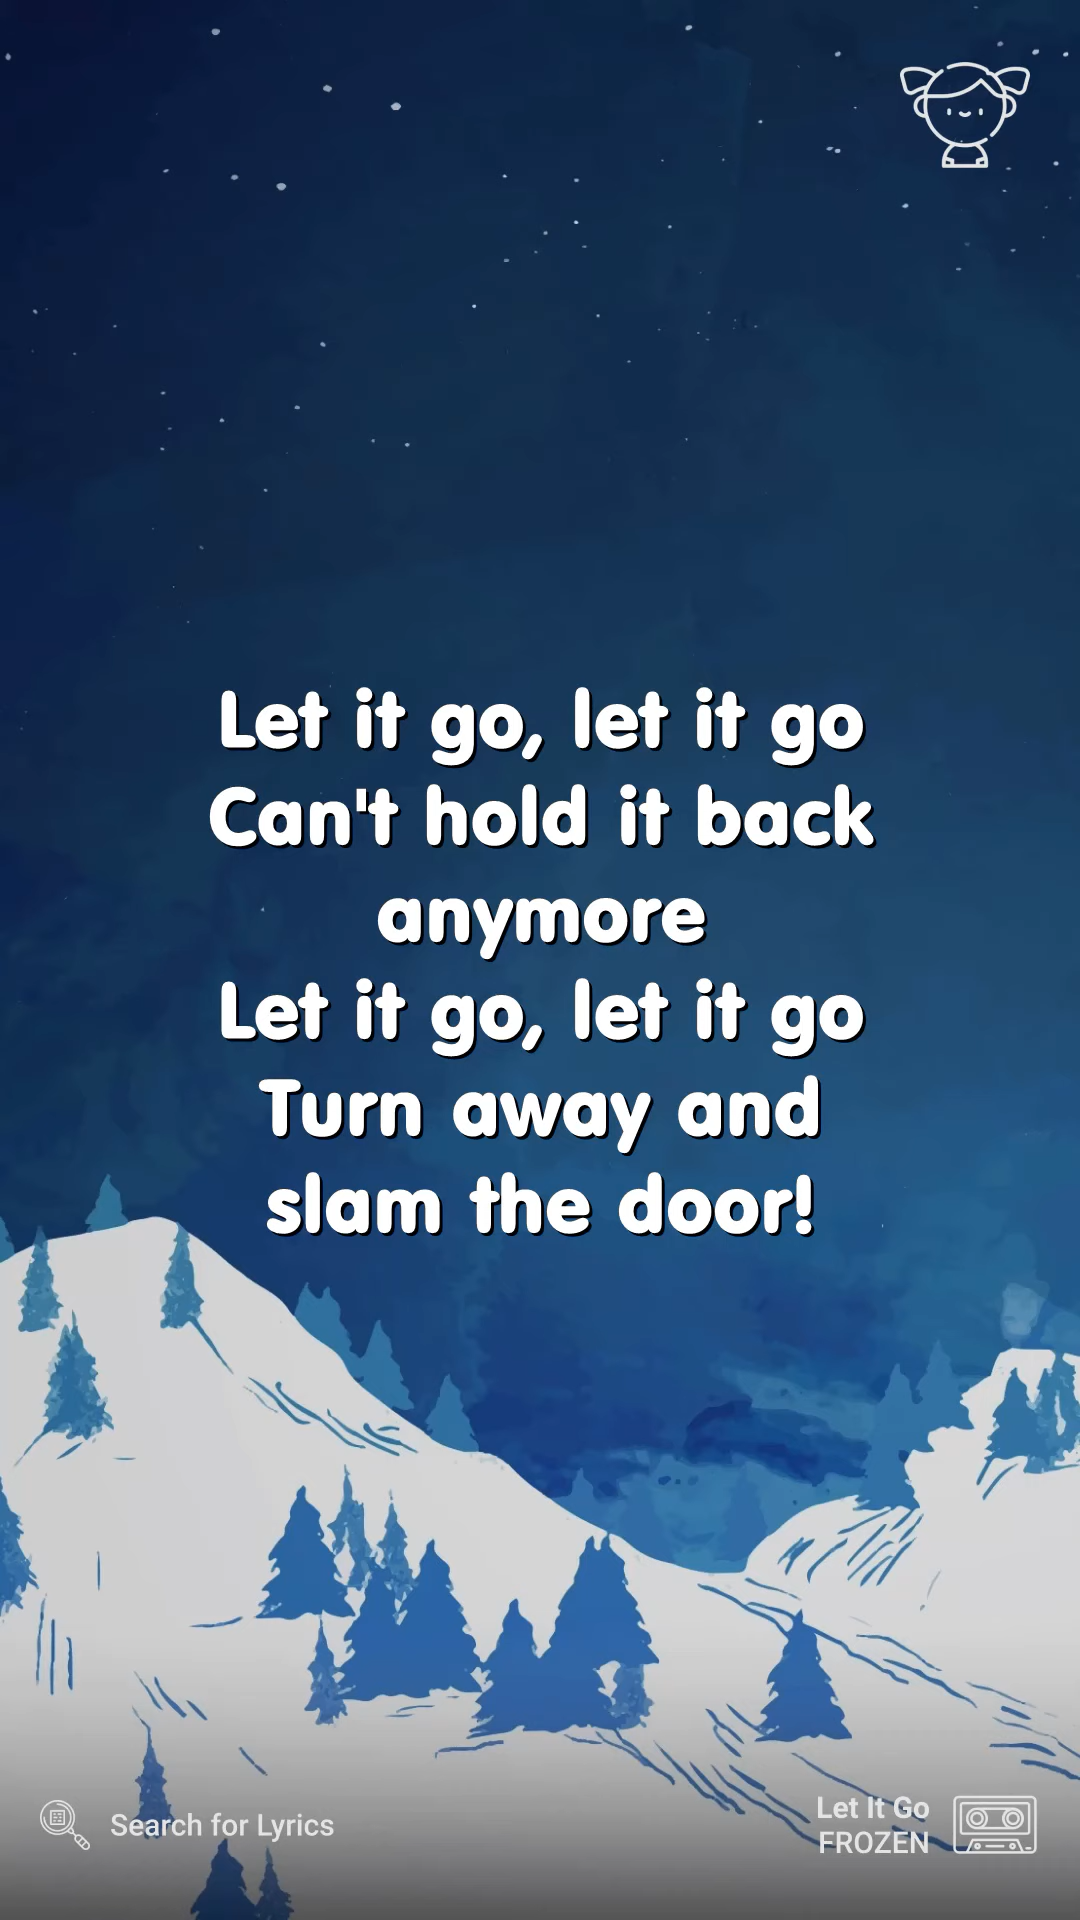 Let it go, let it go
Can't hold it back
anymore
Let it go, let it go
Turn away and
slam the door!
Search for Lyrics
Let It Go
FROZEN